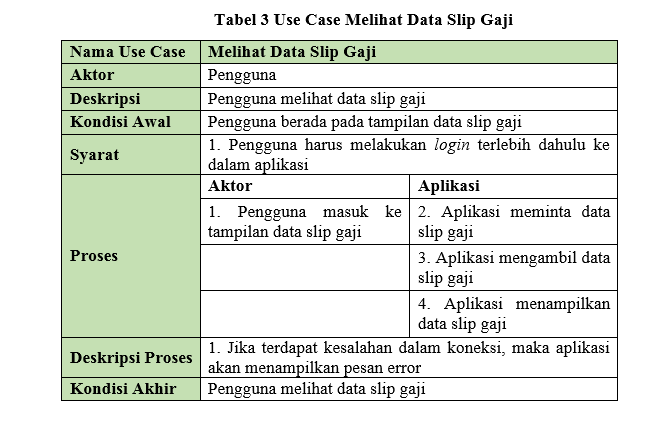 Tabel 3 Use Case Melihat Data Slip Gaji
Nama Use Case Melihat Data Slip Gaji
Aktor Pengguna
Deskripsi Pengguna melihat data slip gaji
Kondisi Awal Pengguna berada pada tampilan data slip gaji
Syarat 1. Pengguna harus melakukan login terlebih dahulu ke
dalam aplikasi
Proses
Aktor Aplikasi
1. Pengguna masuk ke 2. Aplikasi meminta data
tampilan data slip gaji slip gaji
3. Aplikasi mengambil data
slip gaji
4. Aplikasi menampilkan
data slip gaji
Deskripsi Proses 1. Jika terdapat kesalahan dalam koneksi, maka aplikasi
akan menampilkan pesan error
Kondisi Akhir Pengguna melihat data slip gaji